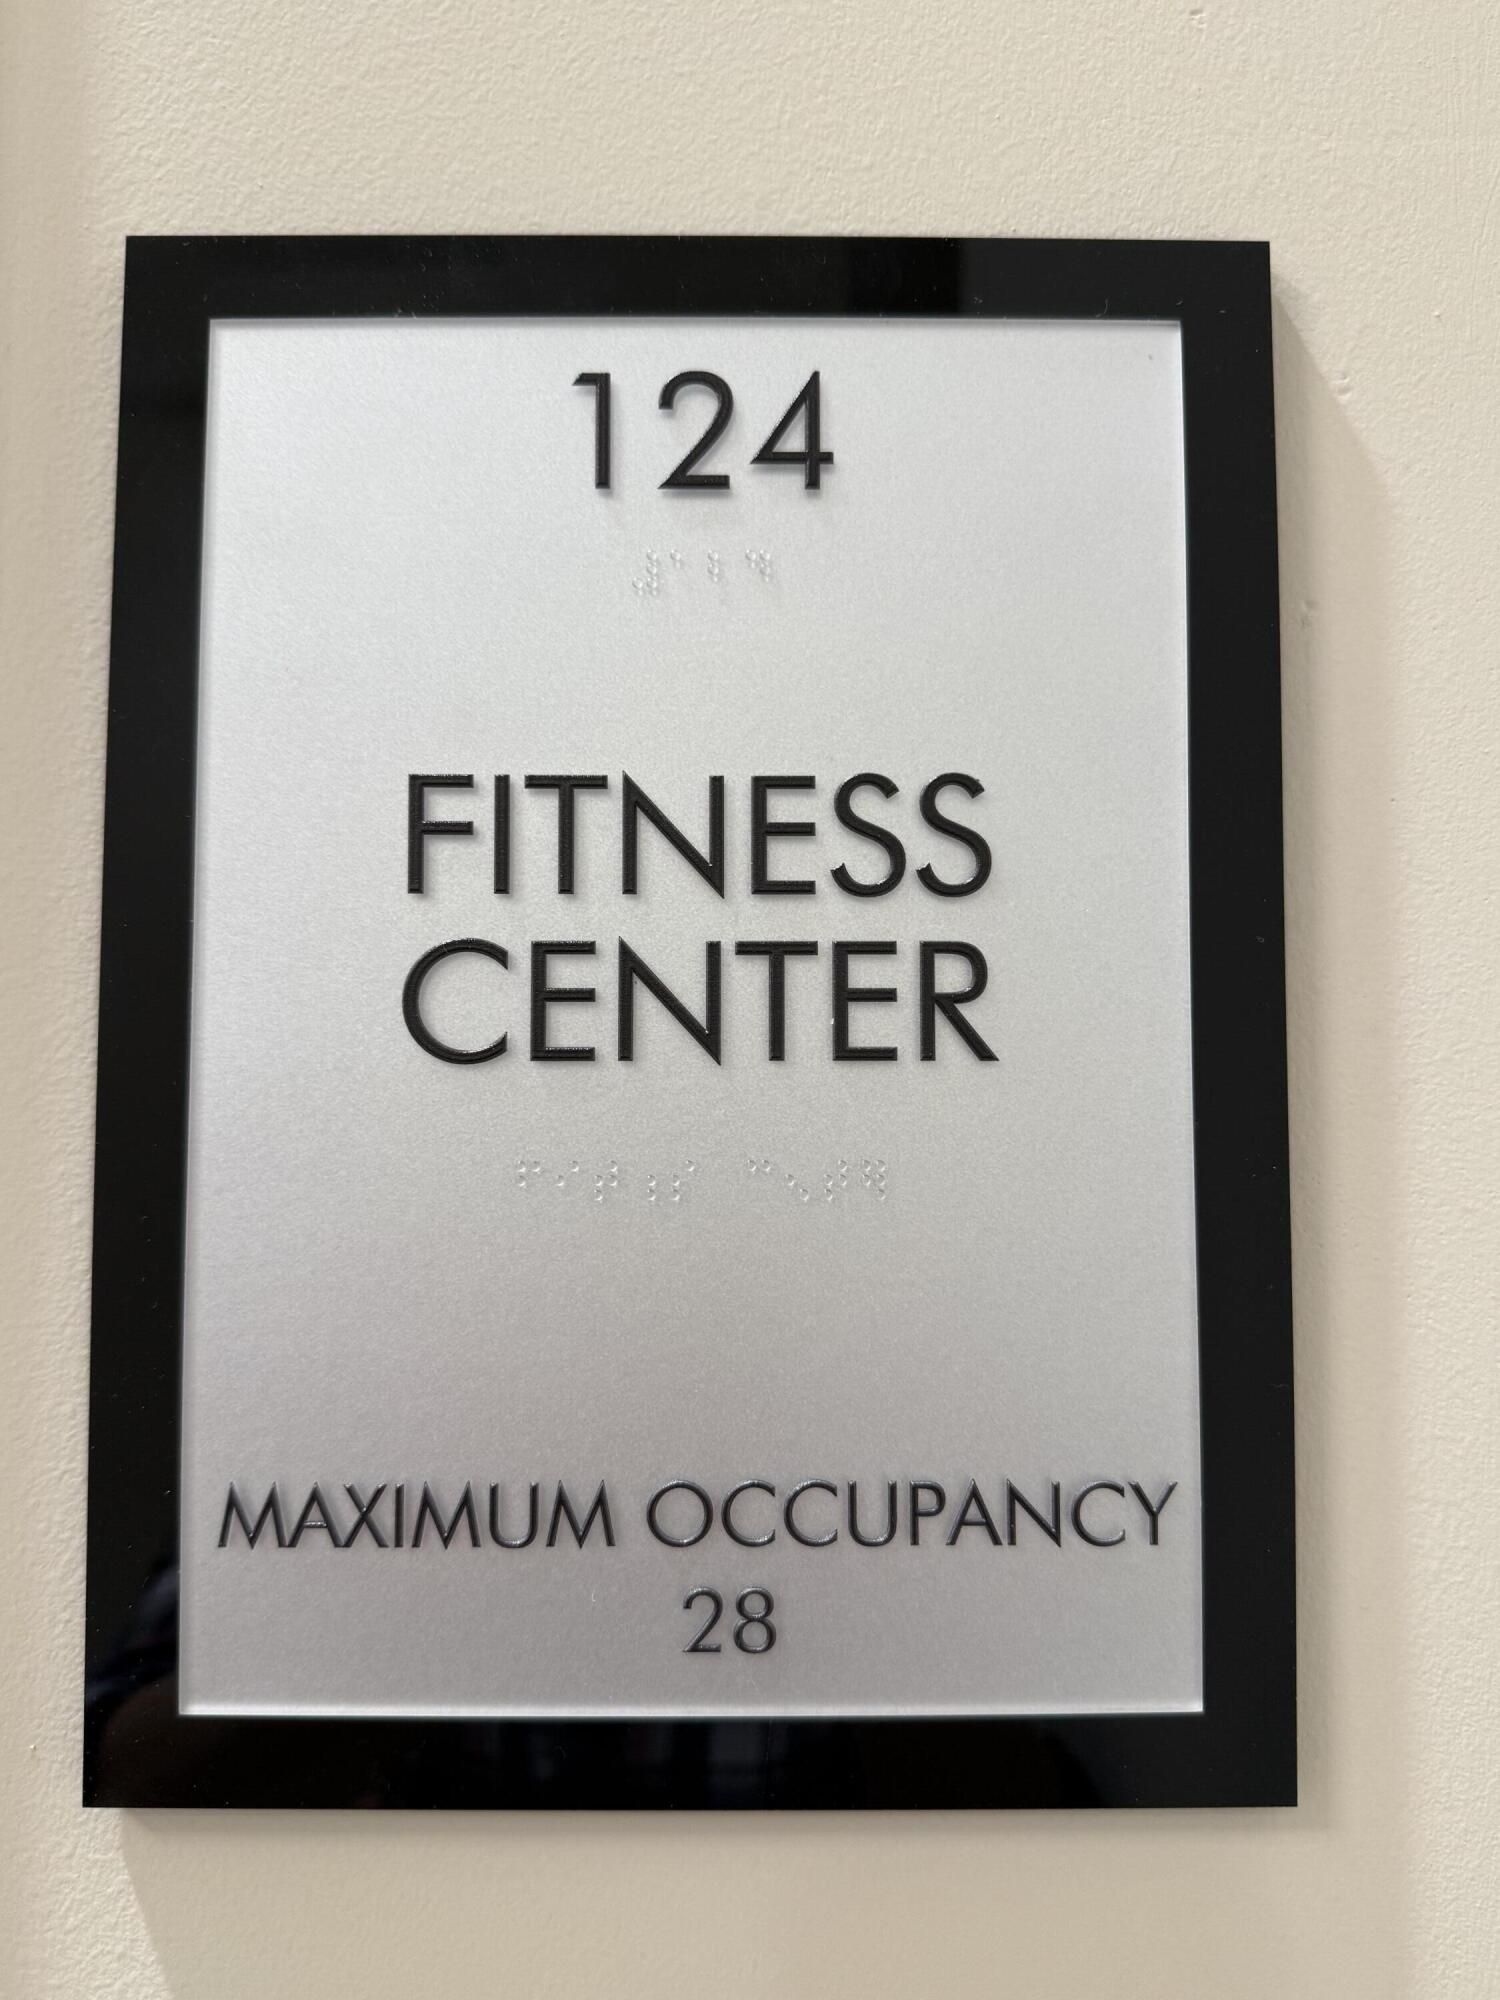 124
⠼⠁⠃⠙
FITNESS
CENTER
⠋⠊⠞⠰⠎ ⠉⠢⠞⠻
MAXIMUM OCCUPANCY
28